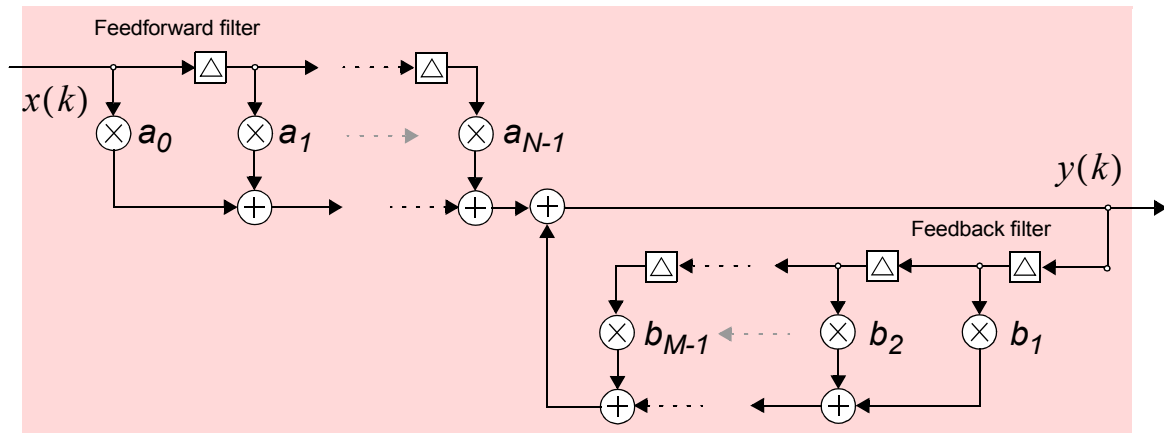 Feedforward filter
x(k)
a0
a1
aN-1
y(k)
Feedback filter
bM-1
b2
b1